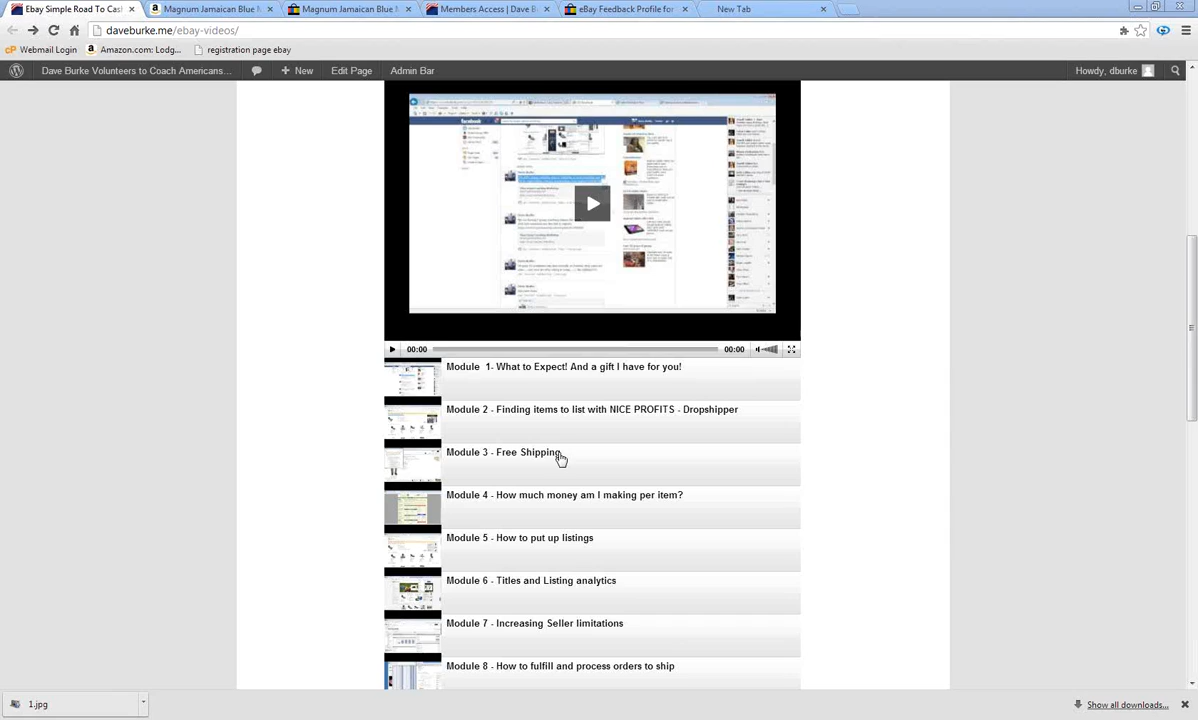 Ebay Simple Road To Cas
Magnum Jamaican Blue M
Magnum Jamaican Blue M
Members Access | Dave B
eBay Feedback Profile for
New Tab
daveburke.me/ebay-videos/
Webmail Login
Amazon.com: Lodg...
registration page ebay
Dave Burke Volunteers to Coach Americans...
+ New
Edit Page
Admin Bar
Howdy, dburke
facebook
00:00
00:00
Module 1- What to Expect! And a gift I have for you!
Module 2 - Finding items to list with NICE PROFITS - Dropshipper
Module 3 - Free Shipping
Module 4 - How much money am I making per item?
Module 5 - How to put up listings
Module 6 - Titles and Listing analytics
Module 7 - Increasing Seller limitations
Module 8 - How to fulfill and process orders to ship
1.jpg
Show all downloads...